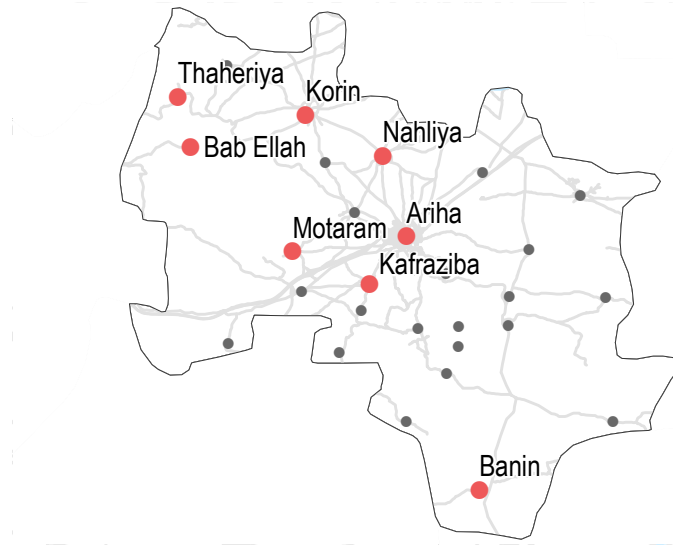 Thaheriya
Korin
Nahliya
Bab Ellah
Ariha
Motaram
Kafraziba
Banin